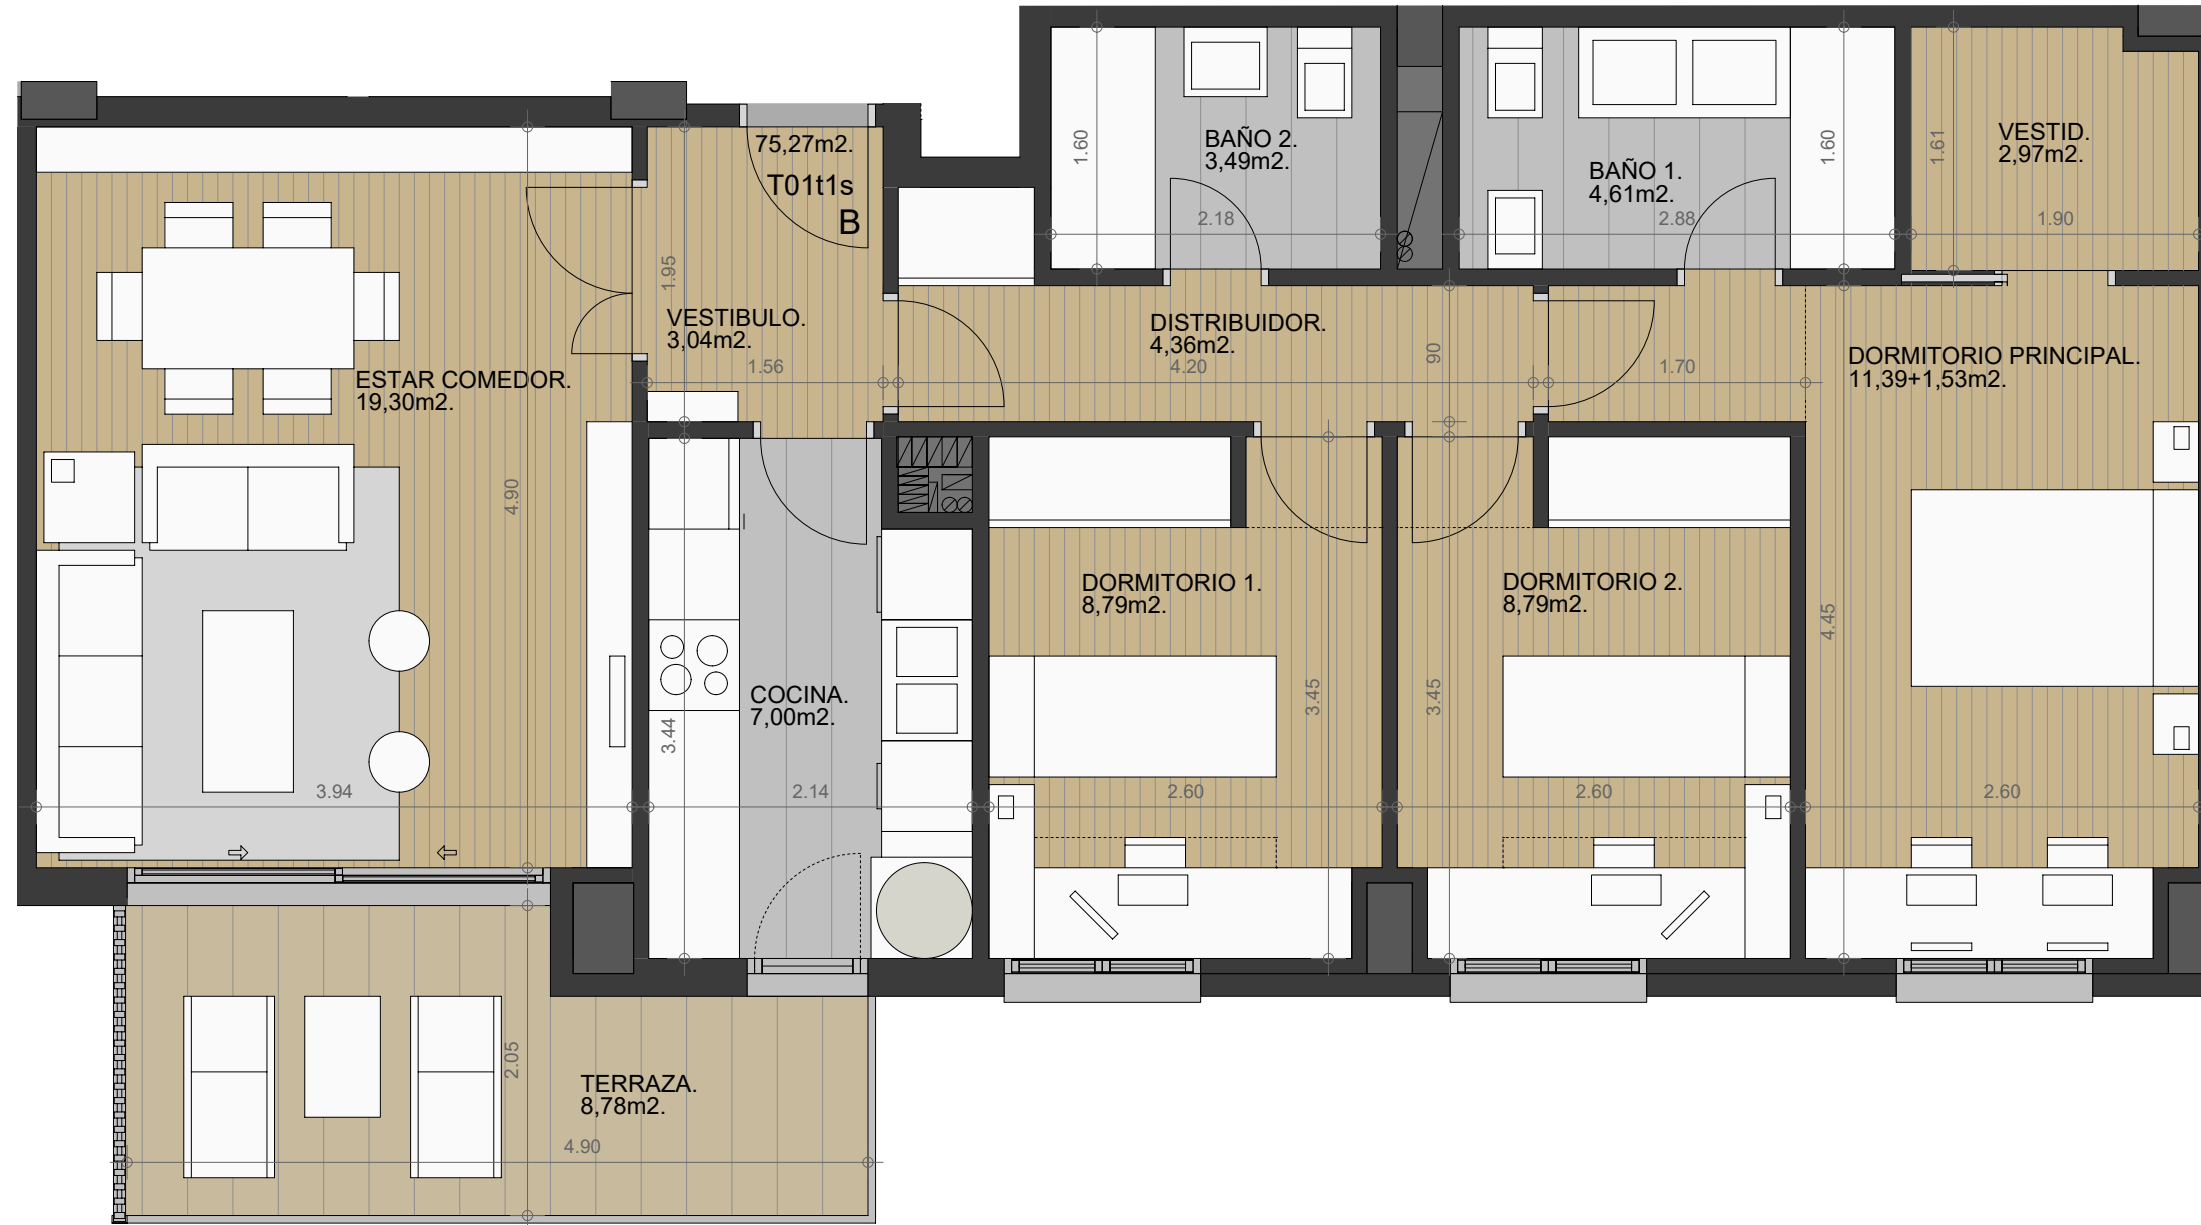 75,27m2.
T01t1s
B
BAÑO 2.
3,49m2.
1.60
2.18
BAÑO 1.
4,61m2.
2.88
1.60
VESTID.
2,97m2.
1.61
1.90
1.95
VESTIBULO.
3,04m2.
1.56
DISTRIBUIDOR.
4,36m2.
4.20
90
1.70
DORMITORIO PRINCIPAL.
11,39+1,53m2.
ESTAR COMEDOR.
19,30m2.
4.90
3.94
COCINA.
7,00m2.
3.44
2.14
DORMITORIO 1.
8,79m2.
3.45
2.60
DORMITORIO 2.
8,79m2.
3.45
2.60
4.45
2.60
TERRAZA.
8,78m2.
2.05
4.90